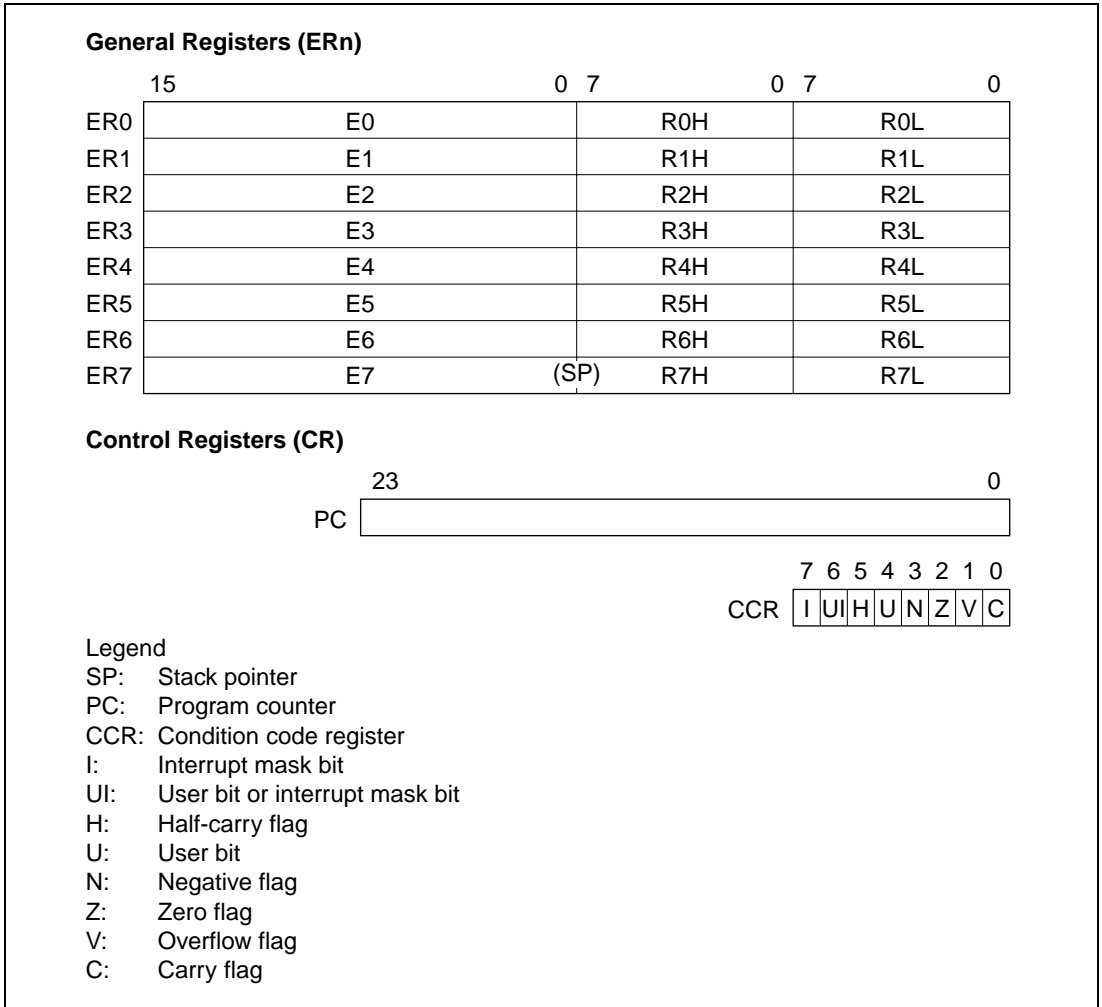 General Registers (ERn)
15 0 7 0 7 0
ER0 E0 R0H R0L
ER1 E1 R1H R1L
ER2 E2 R2H R2L
ER3 E3 R3H R3L
ER4 E4 R4H R4L
ER5 E5 R5H R5L
ER6 E6 R6H R6L
ER7 E7 (SP) R7H R7L
Control Registers (CR)
23 0
PC
7 6 5 4 3 2 1 0
CCR I UI H U N Z V C
Legend
SP: Stack pointer
PC: Program counter
CCR: Condition code register
I: Interrupt mask bit
UI: User bit or interrupt mask bit
H: Half-carry flag
U: User bit
N: Negative flag
Z: Zero flag
V: Overflow flag
C: Carry flag